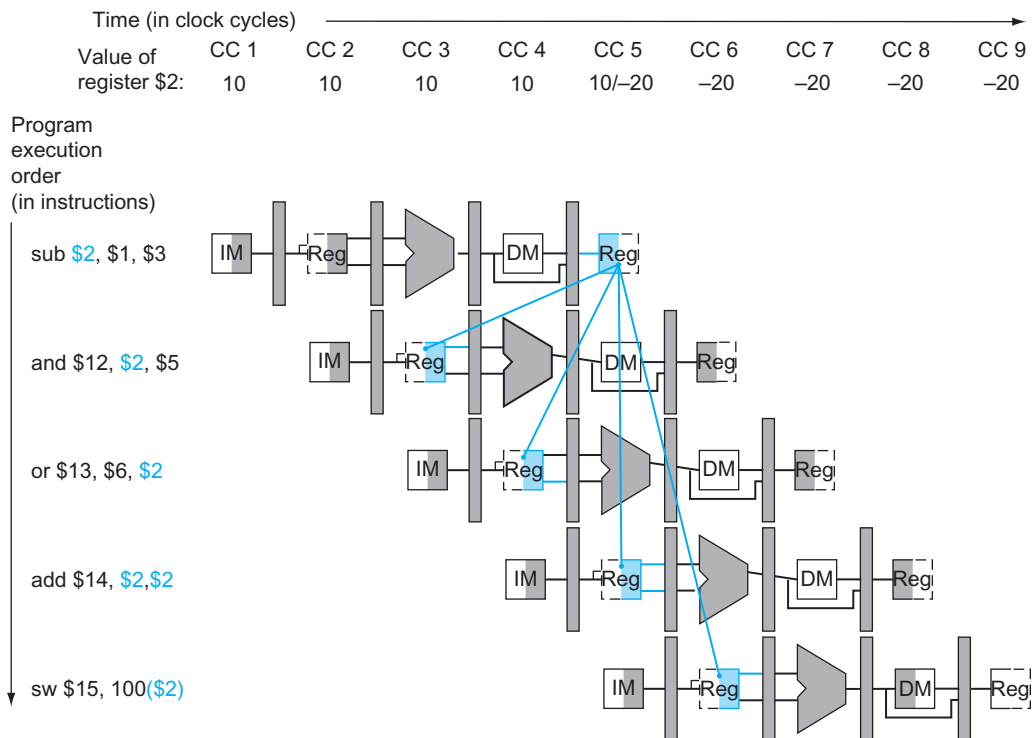 Time (in clock cycles)
Value of register $2:
CC 1 CC 2 CC 3 CC 4 CC 5 CC 6 CC 7 CC 8 CC 9
10 10 10 10 10/–20 –20 –20 –20 –20
Program
execution
order
(in instructions)
sub $2, $1, $3
IM Reg DM Reg
and $12, $2, $5
IM Reg DM Reg
or $13, $6, $2
IM Reg DM Reg
add $14, $2,$2
IM Reg DM Reg
sw $15, 100($2)
IM Reg DM Reg